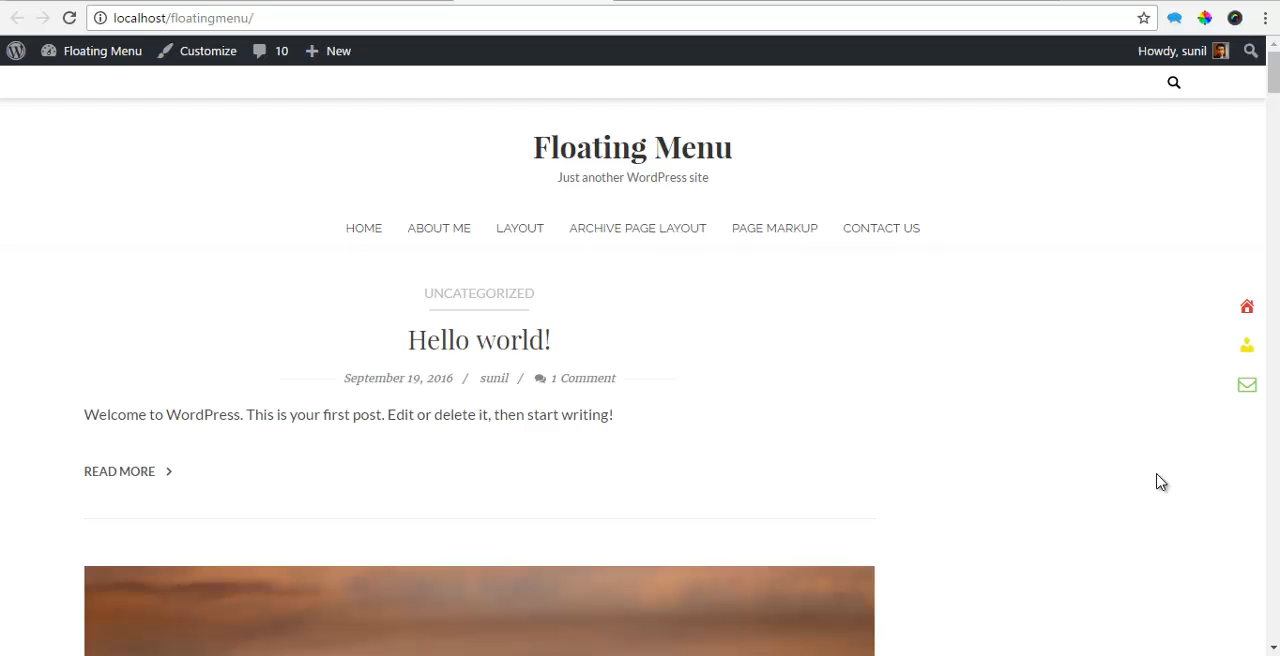 localhost/floatingmenu/
Floating Menu Customize 10 New Howdy, sunil
Floating Menu
Just another WordPress site
HOME ABOUT ME LAYOUT ARCHIVE PAGE LAYOUT PAGE MARKUP CONTACT US
UNCATEGORIZED
Hello world!
September 19, 2016 / sunil / 1 Comment
Welcome to WordPress. This is your first post. Edit or delete it, then start writing!
READ MORE